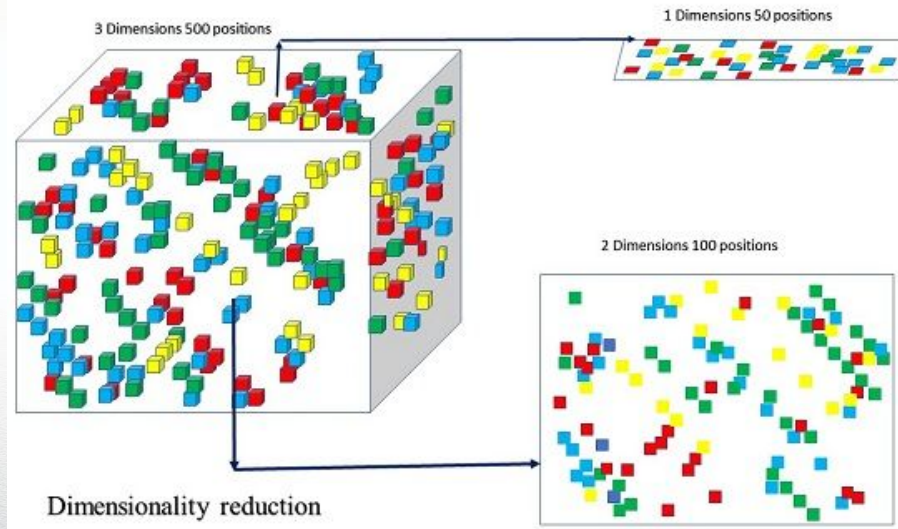 3 Dimensions 500 positions
1 Dimensions 50 positions
2 Dimensions 100 positions
Dimensionality reduction